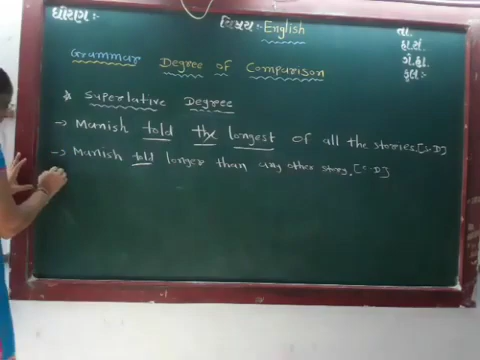 ધોરણ:-
વિષય:- English
તા.
હા.સં.
ગે.હા.
કુલ:-
Grammar Degree of Comparison
* Superlative Degree
→ Manish told the longest of all the stories. [S.D]
→ Manish told longer than any other story. [C.D]